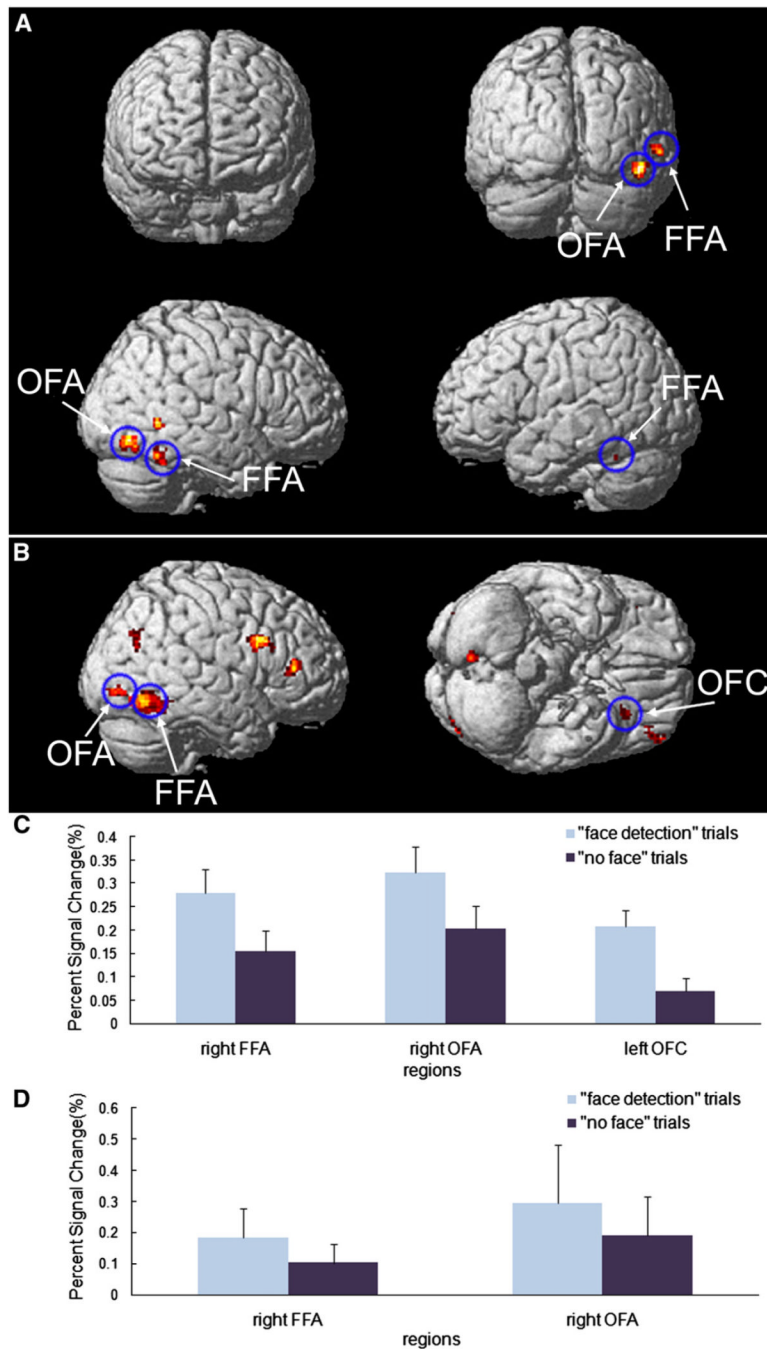 A
OFA
FFA
OFA
FFA
FFA
B
OFA
FFA
OFC
C
Percent Signal Change(%)
0.4
0.35
0.3
0.25
0.2
0.15
0.1
0.05
0
"face detection" trials
"no face" trials
right FFA
right OFA
left OFC
regions
D
Percent Signal Change(%)
0.6
0.5
0.4
0.3
0.2
0.1
0
"face detection" trials
"no face" trials
right FFA
right OFA
regions